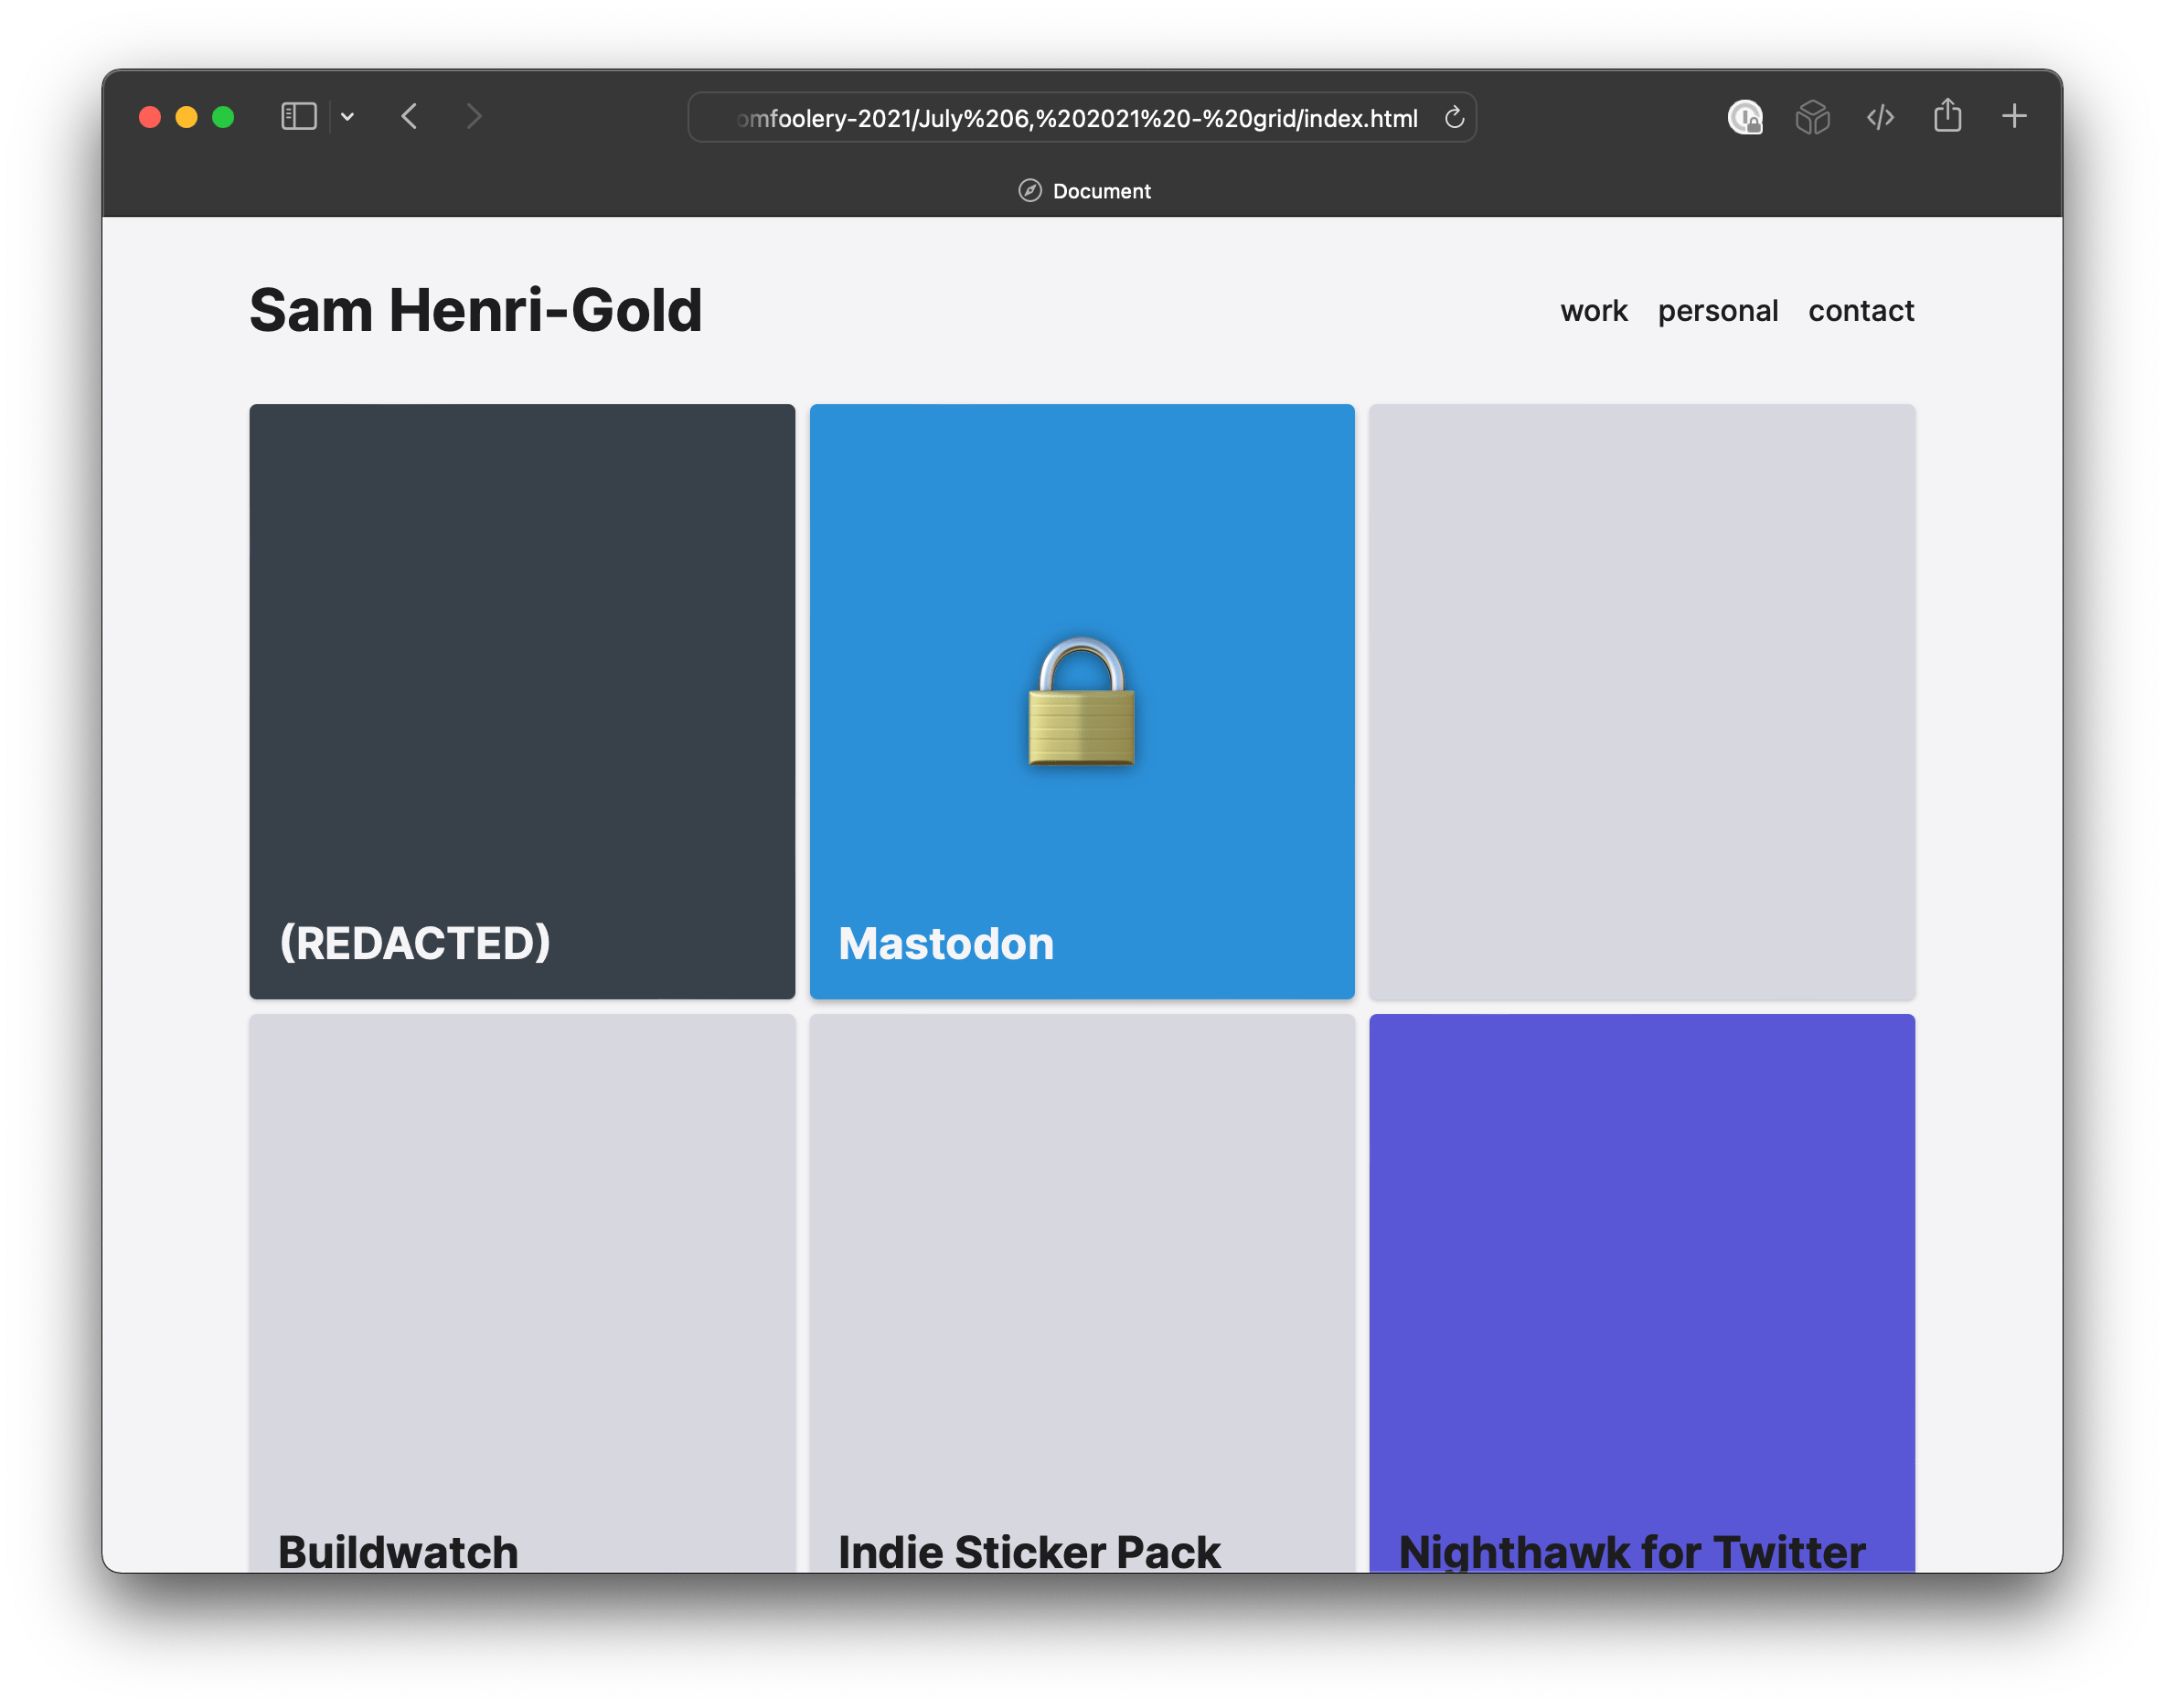 omfoolery-2021/July%206,%202021%20-%20grid/index.html
Document
Sam Henri-Gold
work personal contact
(REDACTED)
Mastodon
Buildwatch
Indie Sticker Pack
Nighthawk for Twitter